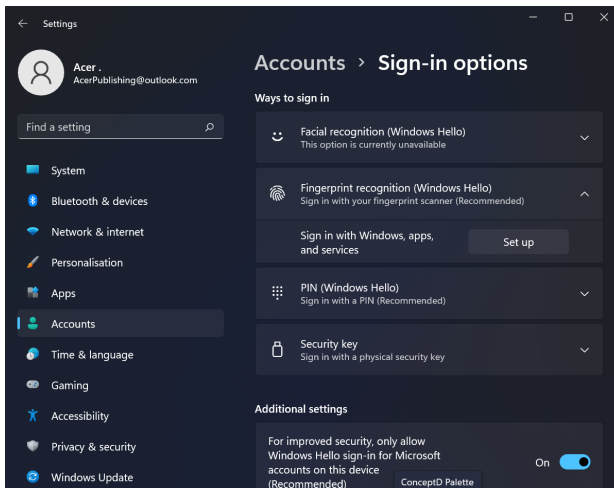 Settings
Acer .
AcerPublishing@outlook.com
Find a setting
System
Bluetooth & devices
Network & internet
Personalisation
Apps
Accounts
Time & language
Gaming
Accessibility
Privacy & security
Windows Update
Accounts > Sign-in options
Ways to sign in
Facial recognition (Windows Hello)
This option is currently unavailable
Fingerprint recognition (Windows Hello)
Sign in with your fingerprint scanner (Recommended)
Sign in with Windows, apps,
and services
Set up
PIN (Windows Hello)
Sign in with a PIN (Recommended)
Security key
Sign in with a physical security key
Additional settings
For improved security, only allow
Windows Hello sign-in for Microsoft
accounts on this device
(Recommended)
On
ConceptD Palette